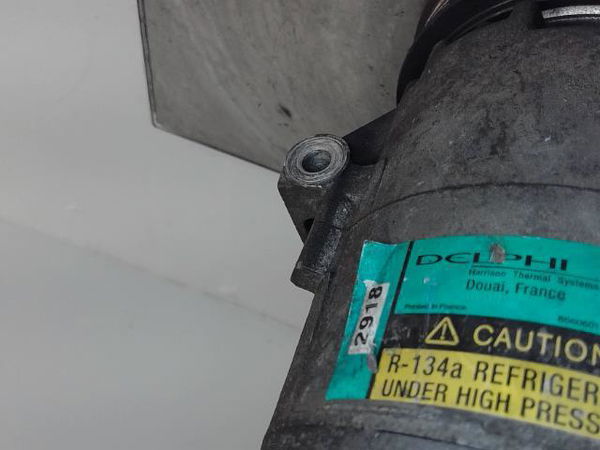 DELPHI
Harrison Thermal Systems
Douai, France
Printed in France
2918
CAUTION
R-134a REFRIGER
UNDER HIGH PRESS